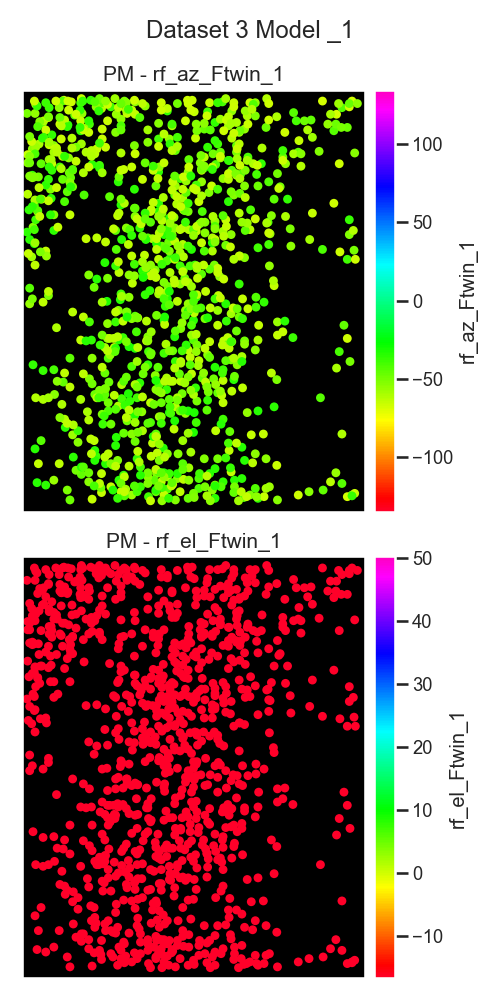 Dataset 3 Model _1
PM - rf_az_Ftwin_1
100
50
0
−50
−100
rf_az_Ftwin_1
PM - rf_el_Ftwin_1
50
40
30
20
10
0
−10
rf_el_Ftwin_1